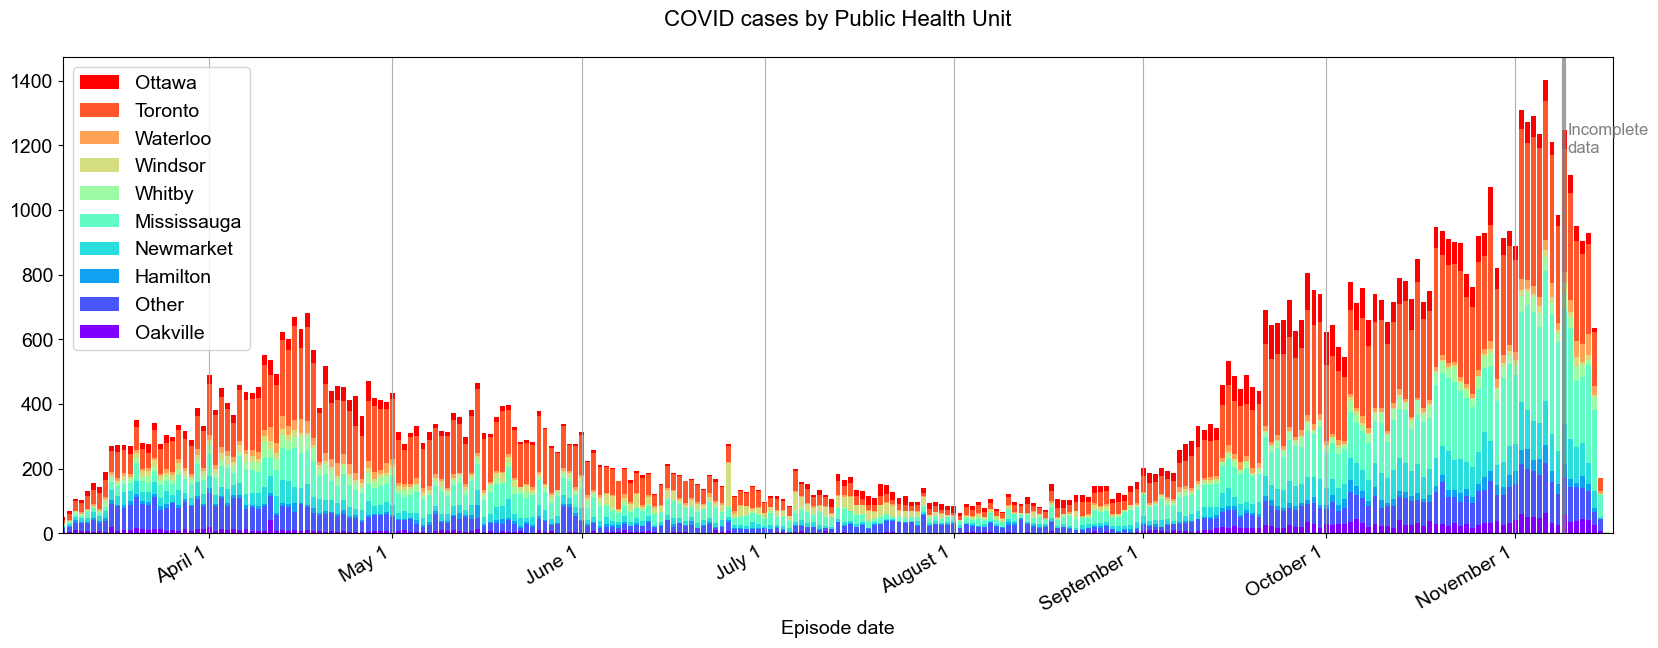 COVID cases by Public Health Unit
1400
1200
1000
800
600
400
200
0
Ottawa
Toronto
Waterloo
Windsor
Whitby
Mississauga
Newmarket
Hamilton
Other
Oakville
Incomplete
data
April 1
May 1
June 1
July 1
August 1
September 1
October 1
November 1
Episode date